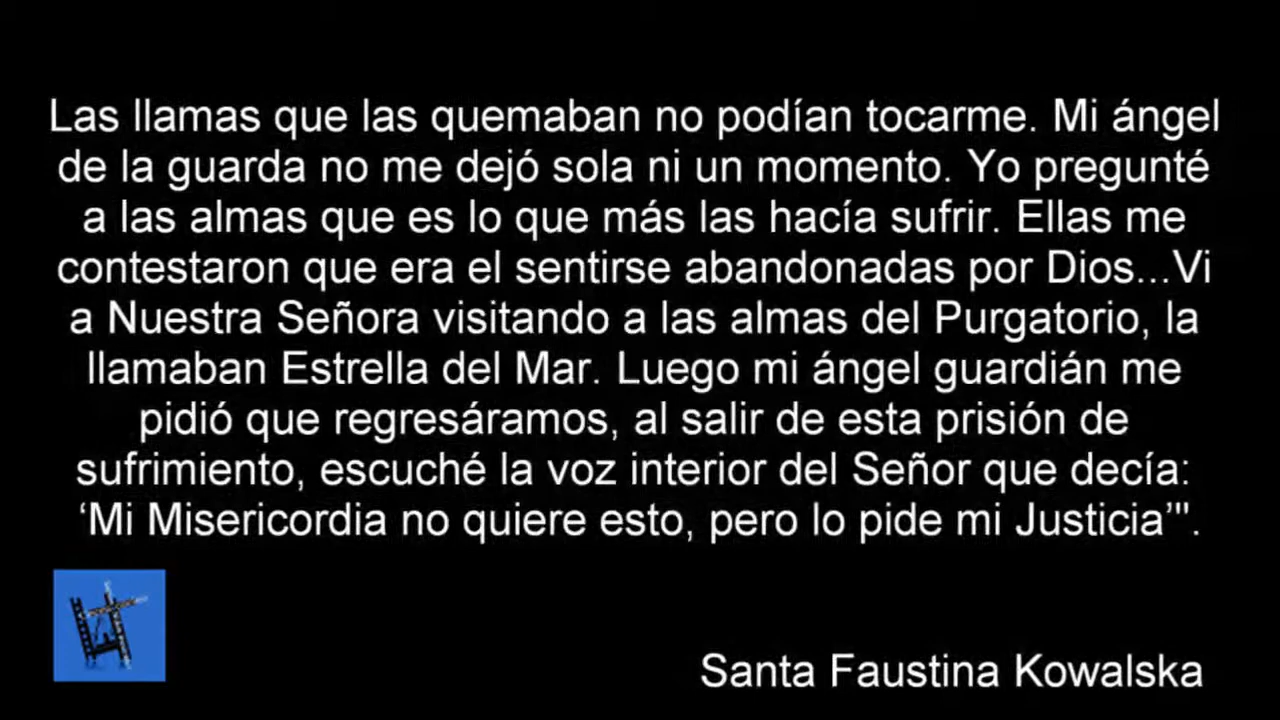 Las llamas que las quemaban no podían tocarme. Mi ángel
de la guarda no me dejó sola ni un momento. Yo pregunté
a las almas que es lo que más las hacía sufrir. Ellas me
contestaron que era el sentirse abandonadas por Dios...Vi
a Nuestra Señora visitando a las almas del Purgatorio, la
llamaban Estrella del Mar. Luego mi ángel guardián me
pidió que regresáramos, al salir de esta prisión de
sufrimiento, escuché la voz interior del Señor que decía:
‘Mi Misericordia no quiere esto, pero lo pide mi Justicia’".
Santa Faustina Kowalska